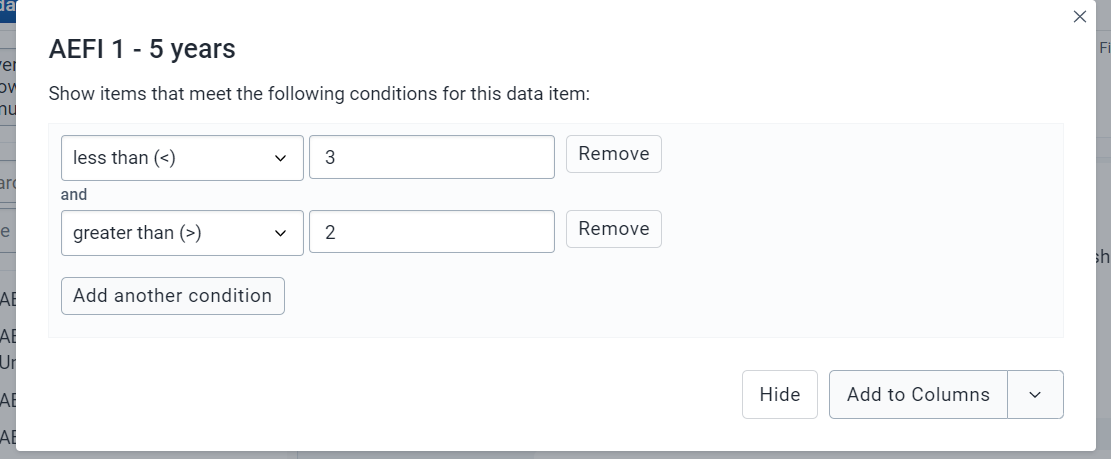 AEFI 1 - 5 years
Show items that meet the following conditions for this data item:
less than (<)
3
Remove
and
greater than (>)
2
Remove
Add another condition
Hide
Add to Columns